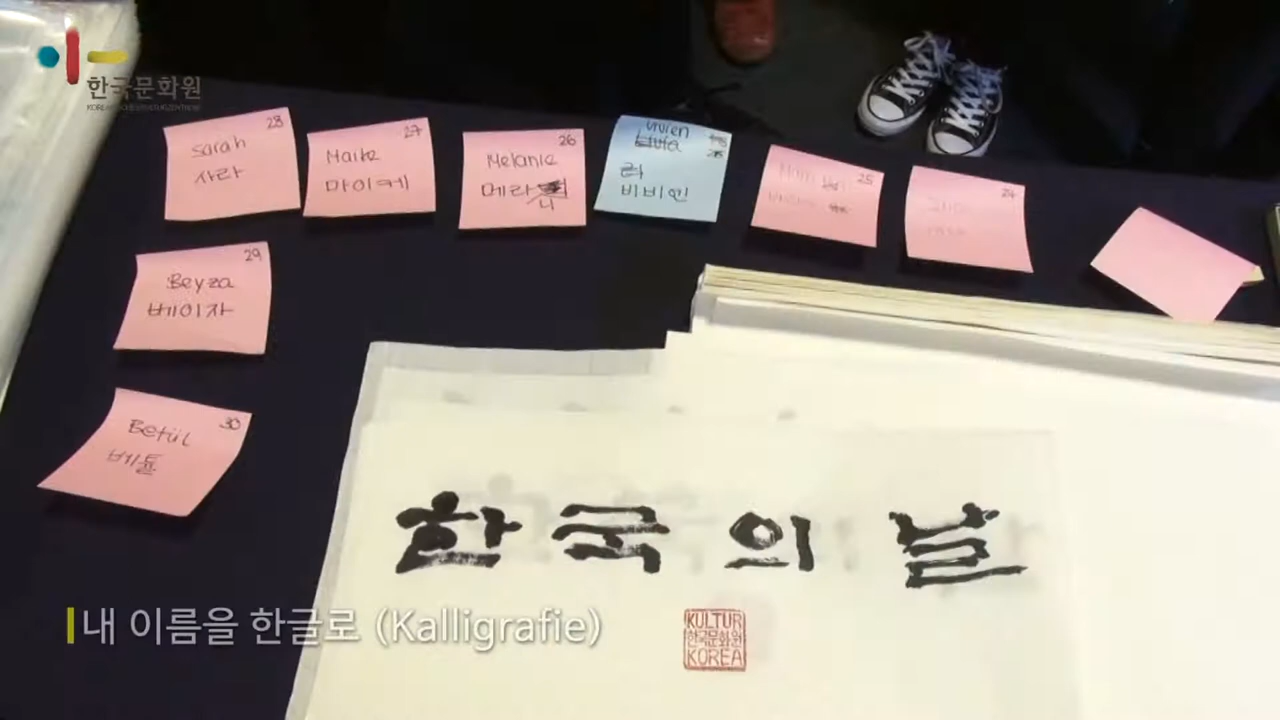 한국문화원
28
Sarah
사라
27
Maike
마이케
26
Melanie
메라니
Vivien
비비엔
25
24
29
Beyza
베이자
30
Betül
베튤
한국의 날
내 이름을 한글로 (Kalligrafie)
KULTUR
한국문화원
KOREA